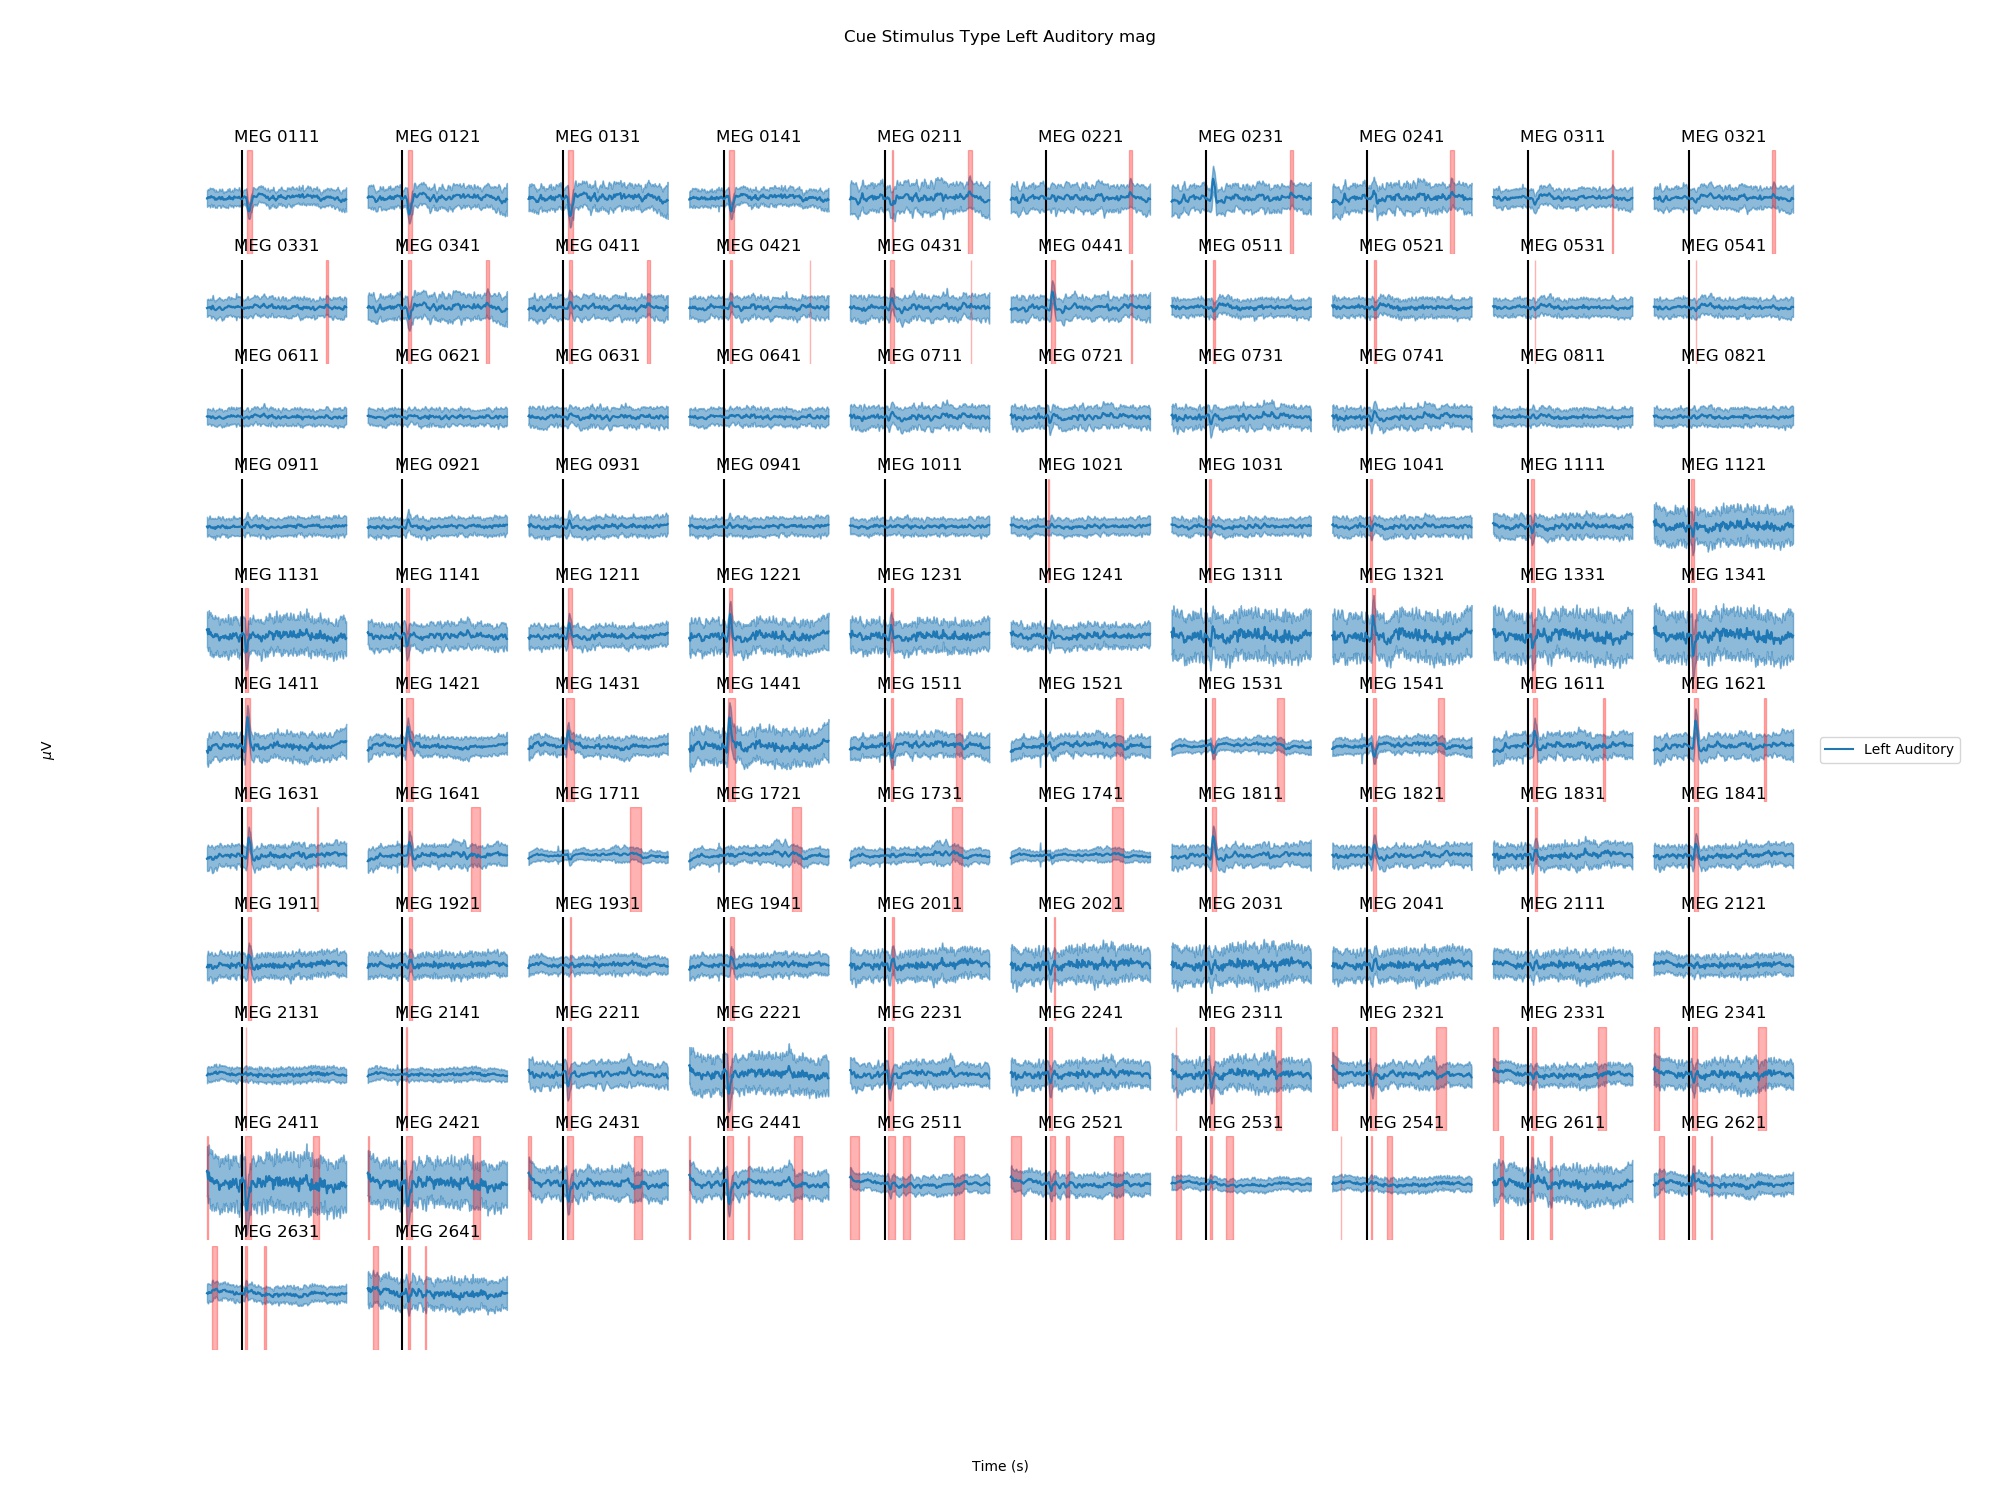 Cue Stimulus Type Left Auditory mag
MEG 0111 MEG 0121 MEG 0131 MEG 0141 MEG 0211 MEG 0221 MEG 0231 MEG 0241 MEG 0311 MEG 0321
MEG 0331 MEG 0341 MEG 0411 MEG 0421 MEG 0431 MEG 0441 MEG 0511 MEG 0521 MEG 0531 MEG 0541
MEG 0611 MEG 0621 MEG 0631 MEG 0641 MEG 0711 MEG 0721 MEG 0731 MEG 0741 MEG 0811 MEG 0821
MEG 0911 MEG 0921 MEG 0931 MEG 0941 MEG 1011 MEG 1021 MEG 1031 MEG 1041 MEG 1111 MEG 1121
MEG 1131 MEG 1141 MEG 1211 MEG 1221 MEG 1231 MEG 1241 MEG 1311 MEG 1321 MEG 1331 MEG 1341
MEG 1411 MEG 1421 MEG 1431 MEG 1441 MEG 1511 MEG 1521 MEG 1531 MEG 1541 MEG 1611 MEG 1621
μV
Left Auditory
MEG 1631 MEG 1641 MEG 1711 MEG 1721 MEG 1731 MEG 1741 MEG 1811 MEG 1821 MEG 1831 MEG 1841
MEG 1911 MEG 1921 MEG 1931 MEG 1941 MEG 2011 MEG 2021 MEG 2031 MEG 2041 MEG 2111 MEG 2121
MEG 2131 MEG 2141 MEG 2211 MEG 2221 MEG 2231 MEG 2241 MEG 2311 MEG 2321 MEG 2331 MEG 2341
MEG 2411 MEG 2421 MEG 2431 MEG 2441 MEG 2511 MEG 2521 MEG 2531 MEG 2541 MEG 2611 MEG 2621
MEG 2631 MEG 2641
Time (s)